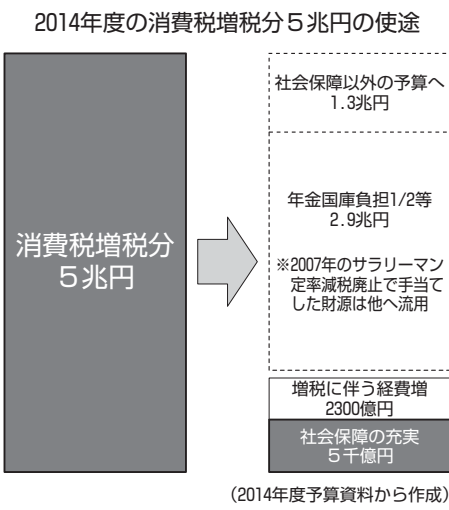 2014年度の消費税増税分５兆円の使途
消費税増税分
５兆円
社会保障以外の予算へ
1.3兆円
年金国庫負担1/2等
2.9兆円
※2007年のサラリーマン
定率減税廃止で手当て
した財源は他へ流用
増税に伴う経費増
2300億円
社会保障の充実
５千億円
（2014年度予算資料から作成）